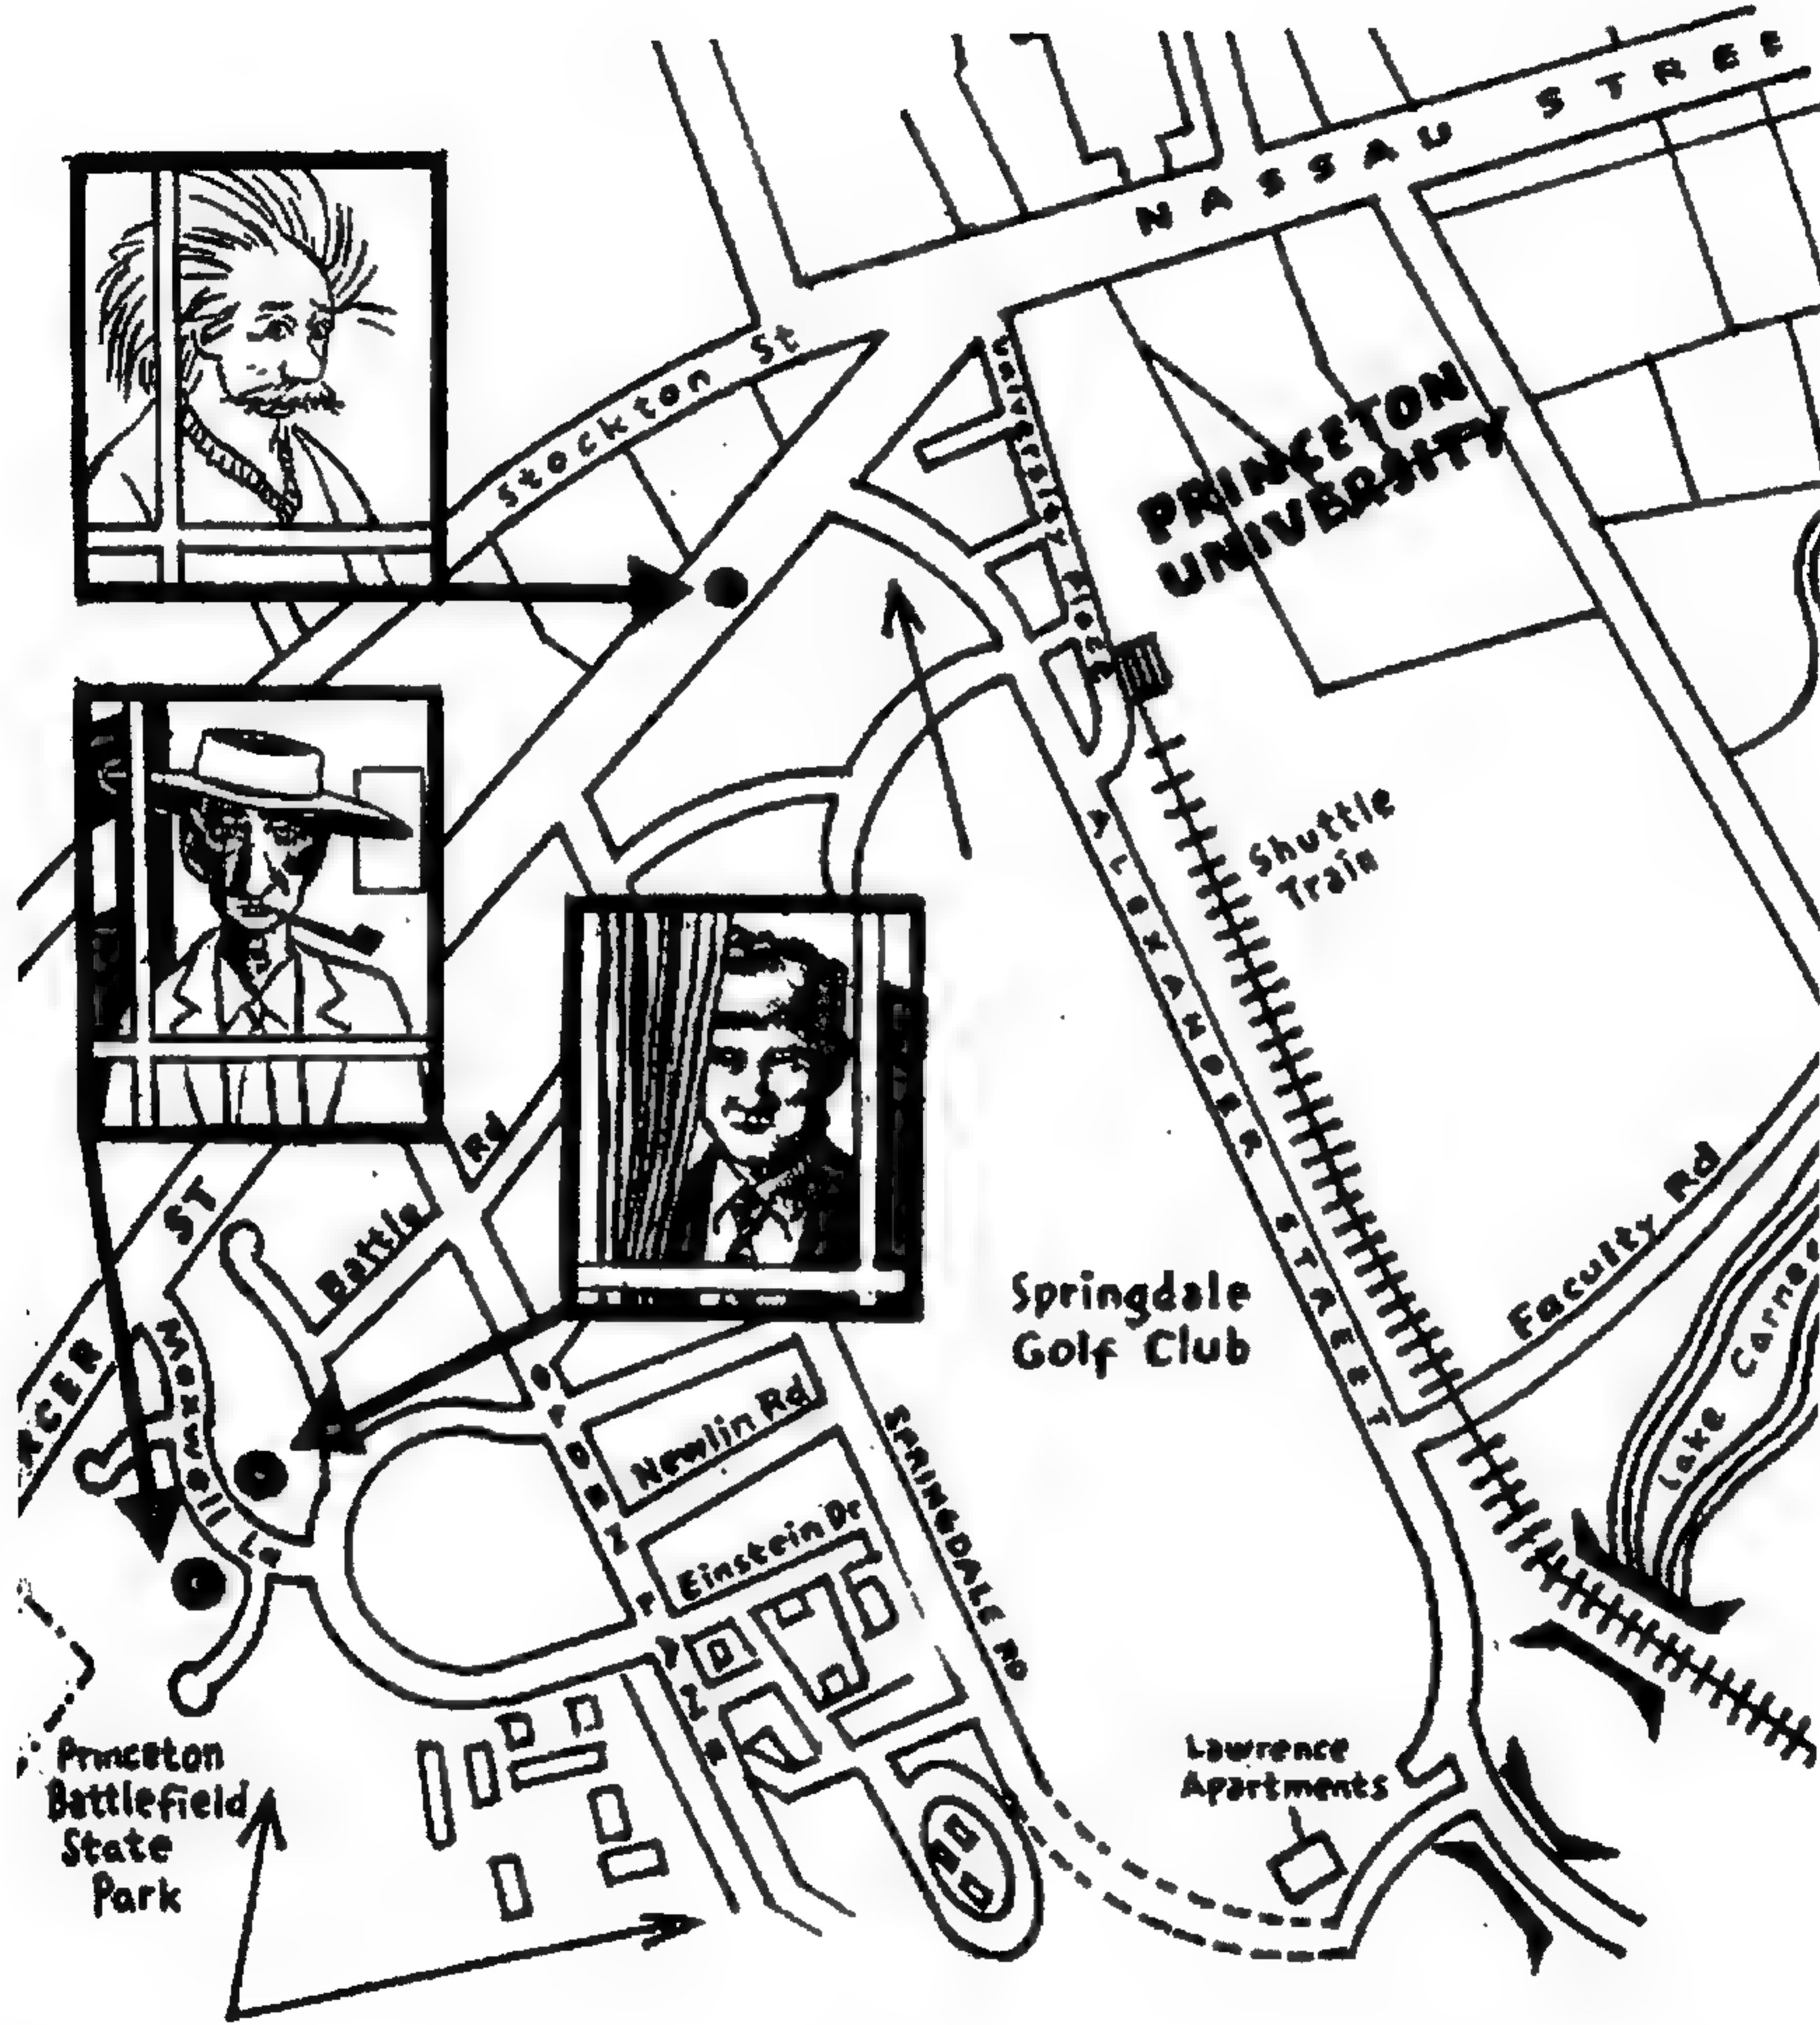 NASSAU STREE
Stockton St
University Place
PRINCETON
UNIVERSITY
Shuttle
Train
ALEXANDER STREET
Rd
Battle
ST
CER
Maxwell La
Faculty Rd
Lake Carne
Springdale
Golf Club
Newlin Rd
Einstein Dr
SPRINGDALE RD
Princeton
Battlefield
State
Park
Lawrence
Apartments